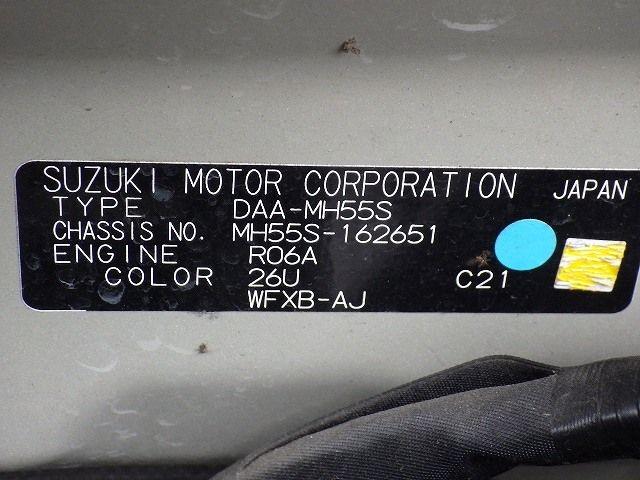 SUZUKI MOTOR CORPORATION JAPAN
TYPE DAA-MH55S
CHASSIS NO. MH55S-162651
ENGINE R06A
COLOR 26U C21
WFXB-AJ